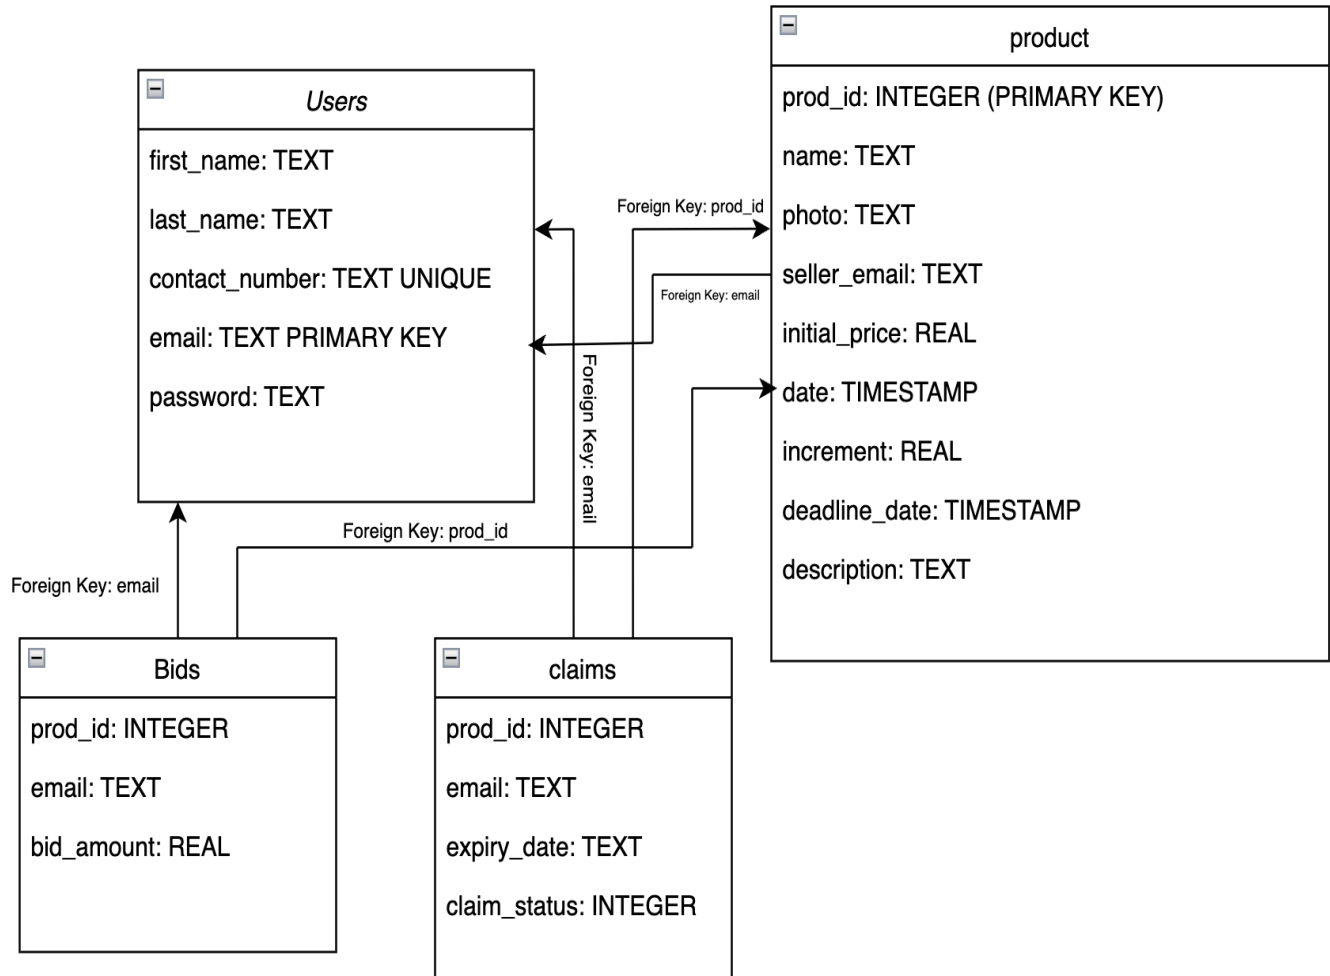 Users
first_name: TEXT
last_name: TEXT
contact_number: TEXT UNIQUE
email: TEXT PRIMARY KEY
password: TEXT
product
prod_id: INTEGER (PRIMARY KEY)
name: TEXT
photo: TEXT
seller_email: TEXT
initial_price: REAL
date: TIMESTAMP
increment: REAL
deadline_date: TIMESTAMP
description: TEXT
Foreign Key: prod_id
Foreign Key: email
Foreign Key: email
Foreign Key: prod_id
Foreign Key: email
Bids
prod_id: INTEGER
email: TEXT
bid_amount: REAL
claims
prod_id: INTEGER
email: TEXT
expiry_date: TEXT
claim_status: INTEGER